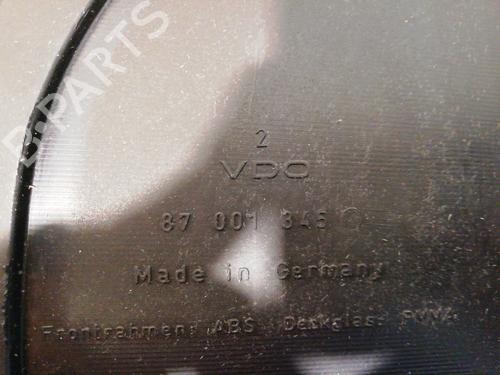 B-PARTS
2
VDO
87 001 345
Made in Germany
Frontrahmen: ABS Deckglas: PMMA